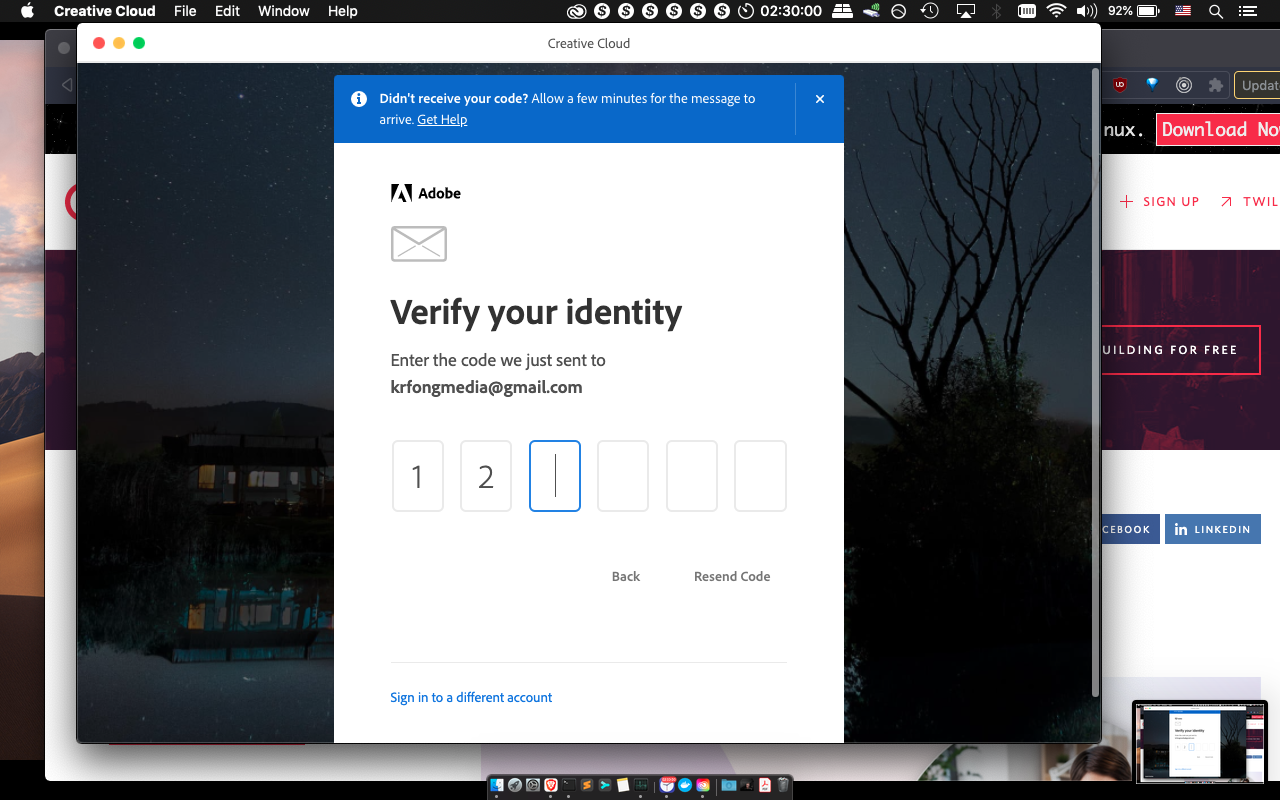 Creative Cloud File Edit Window Help 02:30:00 92%
Creative Cloud
Didn't receive your code? Allow a few minutes for the message to
arrive. Get Help
Adobe
Verify your identity
Enter the code we just sent to
krfongmedia@gmail.com
1 2
Back Resend Code
Sign in to a different account
Updat
nux. Download No
SIGN UP TWIL
UILDING FOR FREE
CEBOOK LINKEDIN
Verify your identity